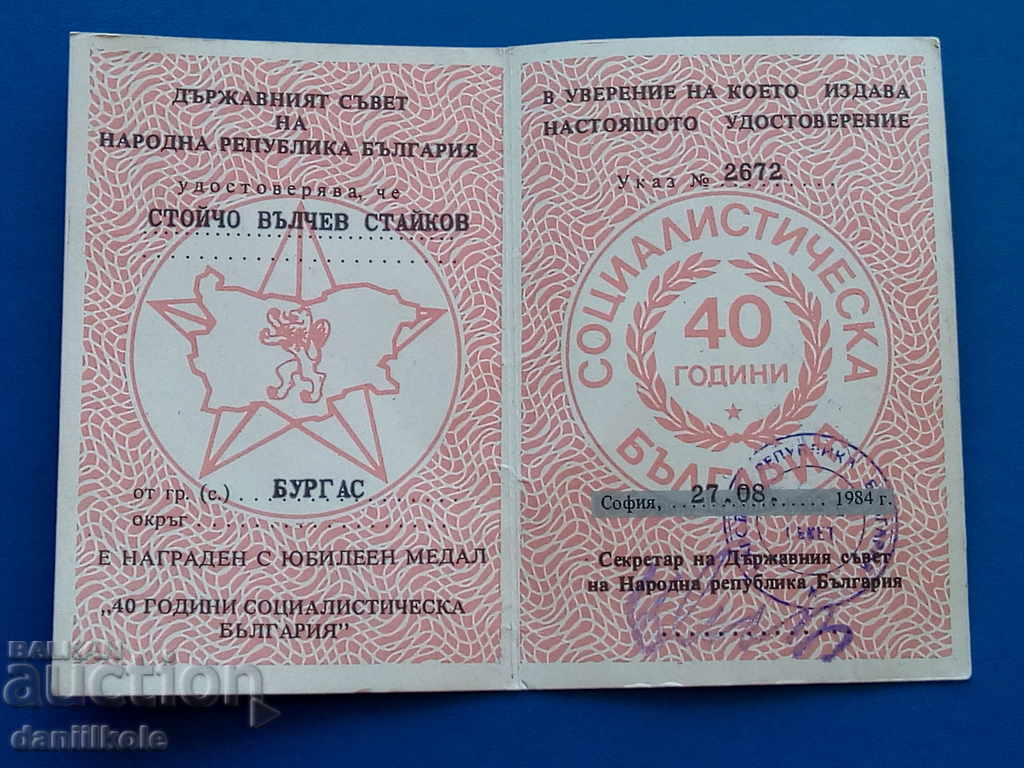 ДЪРЖАВНИЯТ СЪВЕТ
НА
НАРОДНА РЕПУБЛИКА БЪЛГАРИЯ
удостоверява, че
СТОЙЧО ВЪЛЧЕВ СТАЙКОВ
от гр. (с.) БУРГАС
окръг
Е НАГРАДЕН С ЮБИЛЕЕН МЕДАЛ
„40 ГОДИНИ СОЦИАЛИСТИЧЕСКА
БЪЛГАРИЯ"
В УВЕРЕНИЕ НА КОЕТО ИЗДАВА
НАСТОЯЩОТО УДОСТОВЕРЕНИЕ
Указ № 2672
СОЦИАЛИСТИЧЕСКА
40
ГОДИНИ
БЪЛГАРИЯ
София, 27.08. 1984 г.
РЕПУБЛИКА
Секретар на Държавния съвет
на Народна република България
BALKAN
auction
daniilkole